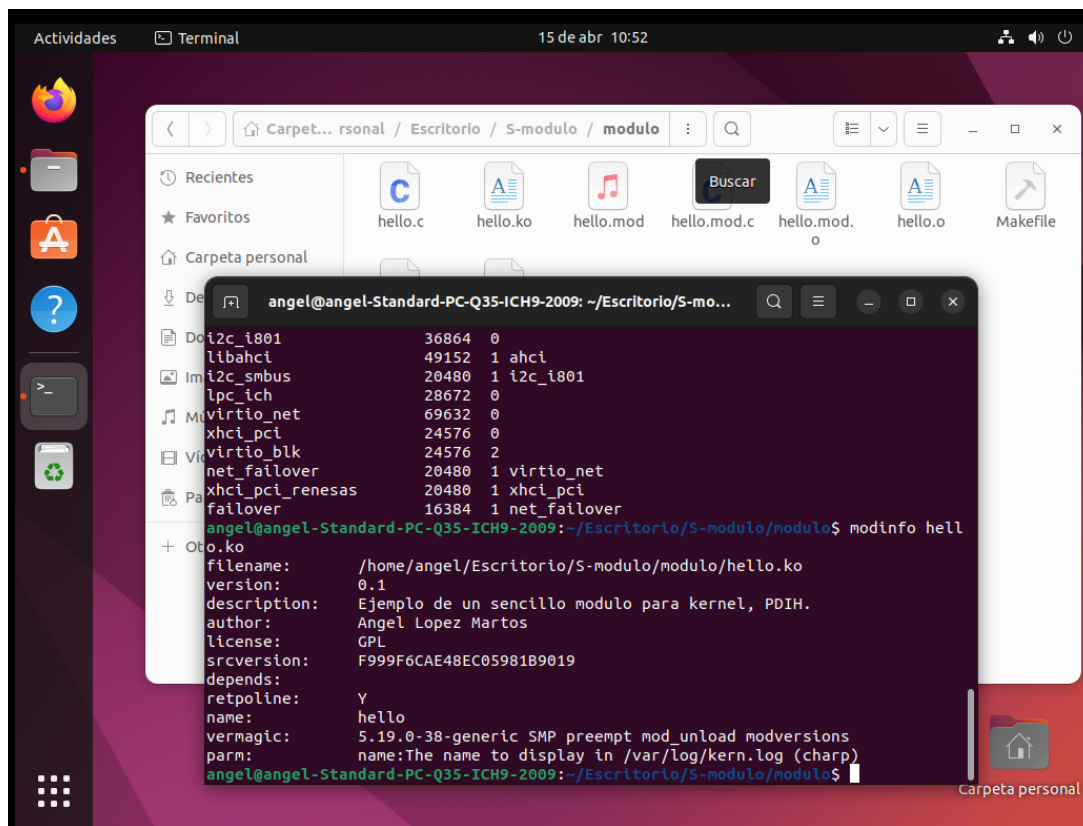 Actividades
Terminal
15 de abr 10:52
Carpet... rsonal / Escritorio / S-modulo / modulo
Recientes
Favoritos
Carpeta personal
De
Do
Im
Mú
Víd
Pa
+ Ot
Buscar
hello.c
hello.ko
hello.mod
hello.mod.c
hello.mod.
o
hello.o
Makefile
angel@angel-Standard-PC-Q35-ICH9-2009: ~/Escritorio/S-mo...
i2c_i801 36864 0
libahci 49152 1 ahci
i2c_smbus 20480 1 i2c_i801
lpc_ich 28672 0
virtio_net 69632 0
xhci_pci 24576 0
virtio_blk 24576 2
net_failover 20480 1 virtio_net
xhci_pci_renesas 20480 1 xhci_pci
failover 16384 1 net_failover
angel@angel-Standard-PC-Q35-ICH9-2009:~/Escritorio/S-modulo/modulo$ modinfo hell
o.ko
filename: /home/angel/Escritorio/S-modulo/modulo/hello.ko
version: 0.1
description: Ejemplo de un sencillo modulo para kernel, PDIH.
author: Angel Lopez Martos
license: GPL
srcversion: F999F6CAE48EC05981B9019
depends:
retpoline: Y
name: hello
vermagic: 5.19.0-38-generic SMP preempt mod_unload modversions
parm: name:The name to display in /var/log/kern.log (charp)
angel@angel-Standard-PC-Q35-ICH9-2009:~/Escritorio/S-modulo/modulo$
Carpeta personal